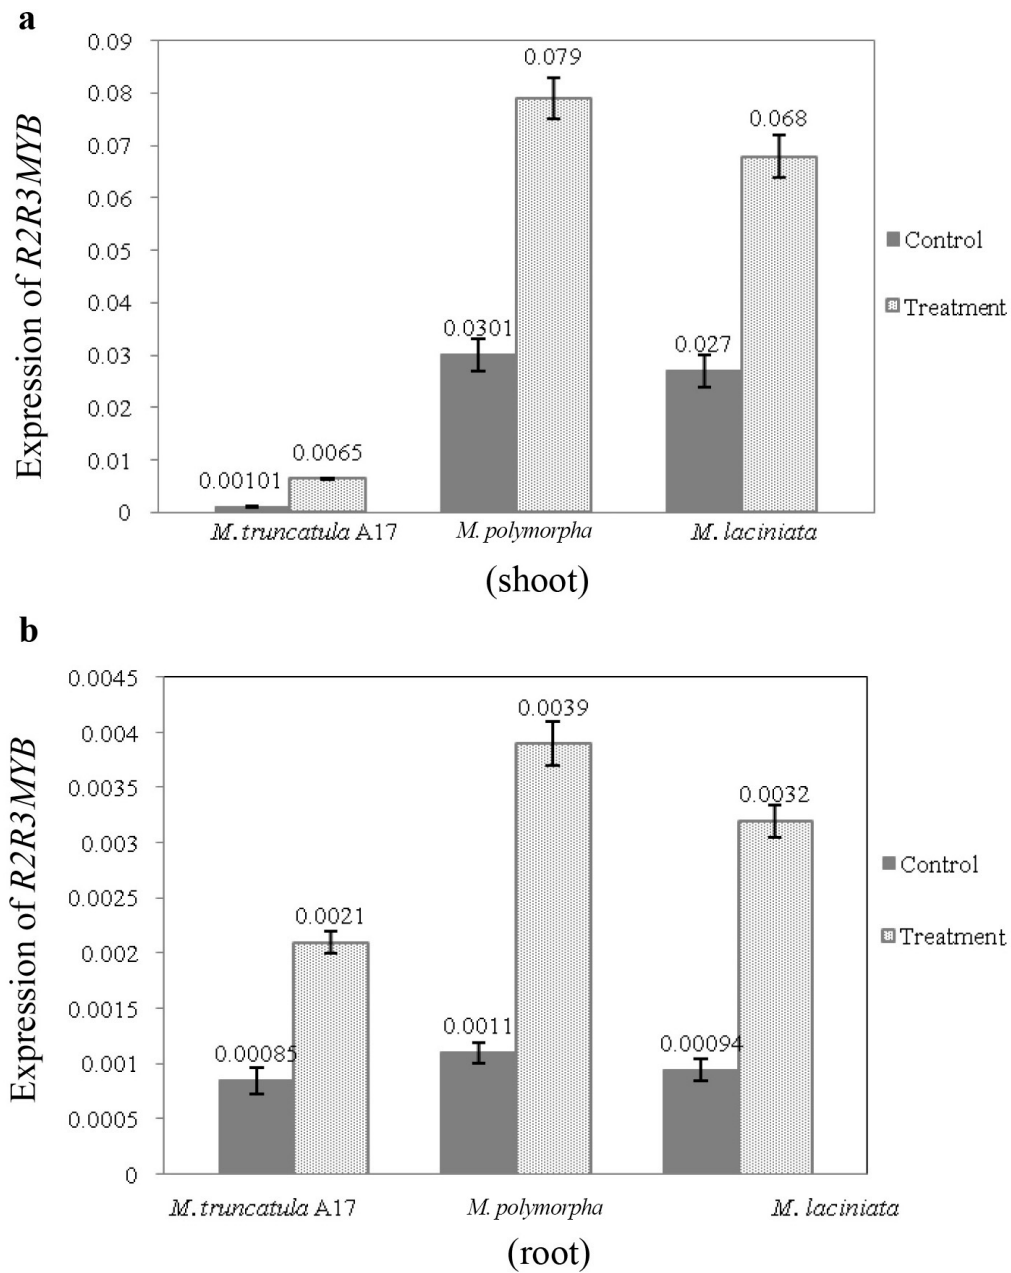 a
Expression of R2R3MYB
0.09
0.08
0.07
0.06
0.05
0.04
0.03
0.02
0.01
0
0.00101
0.0065
0.0301
0.079
0.027
0.068
M. truncatula A17
M. polymorpha
M. laciniata
(shoot)
Control
Treatment
b
Expression of R2R3MYB
0.0045
0.004
0.0035
0.003
0.0025
0.002
0.0015
0.001
0.0005
0
0.00085
0.0021
0.0011
0.0039
0.00094
0.0032
M. truncatula A17
M. polymorpha
M. laciniata
(root)
Control
Treatment